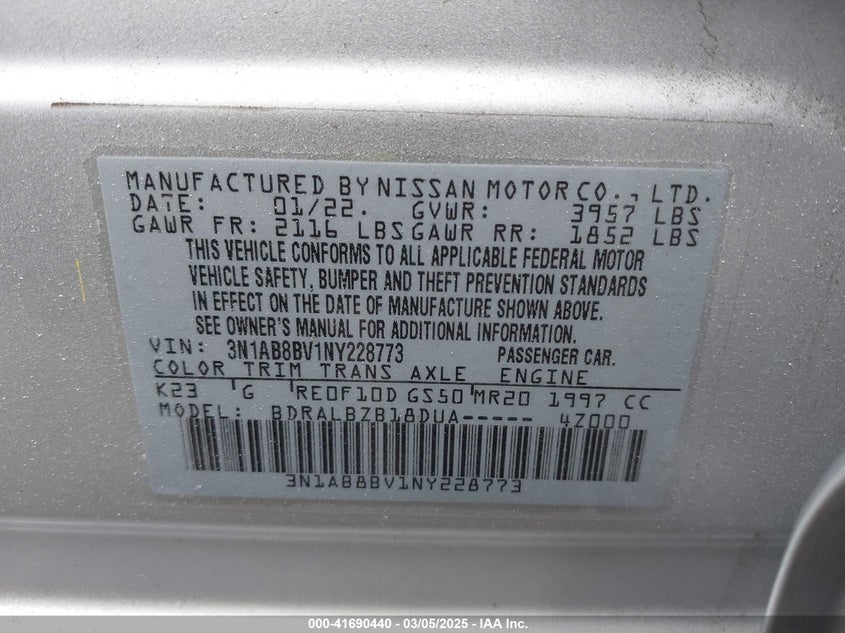 MANUFACTURED BY NISSAN MOTOR CO., LTD.
DATE: 01/22. GVWR: 3957 LBS
GAWR FR: 2116 LBS GAWR RR: 1852 LBS
THIS VEHICLE CONFORMS TO ALL APPLICABLE FEDERAL MOTOR
VEHICLE SAFETY, BUMPER AND THEFT PREVENTION STANDARDS
IN EFFECT ON THE DATE OF MANUFACTURE SHOWN ABOVE.
SEE OWNER'S MANUAL FOR ADDITIONAL INFORMATION.
VIN: 3N1AB8BV1NY228773 PASSENGER CAR.
COLOR TRIM TRANS AXLE ENGINE
K23 G RE0F10D GS50 MR20 1997 CC
MODEL: BDRALBZB18DUA----- 4Z000
3N1AB8BV1NY228773
000-41690440 - 03/05/2025 - IAA Inc.